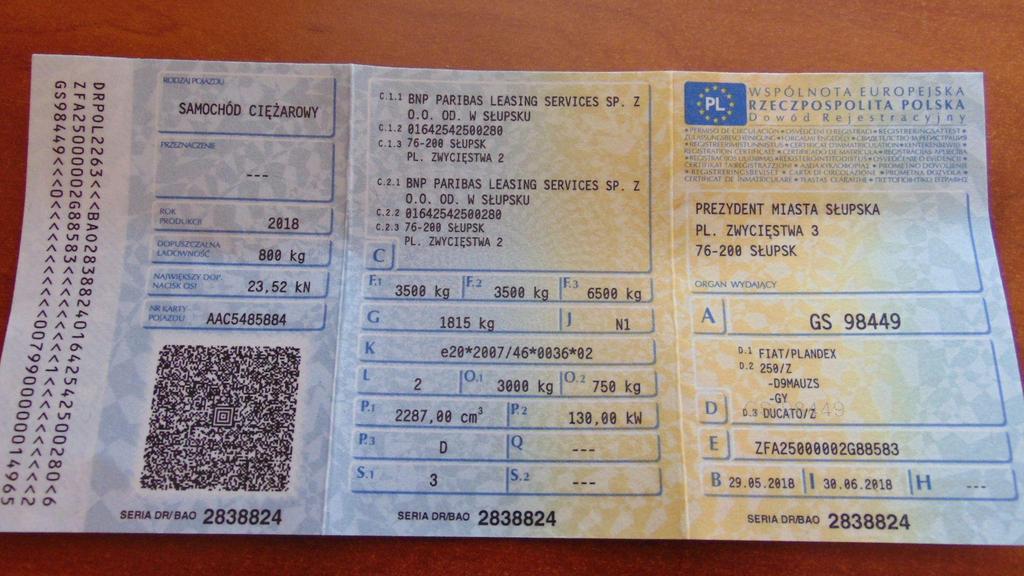 DRPOL2263<<BA0283882401642542500280<6
ZFA25000002G88583<<<<<<<<1<<<<<<<<<<2
GS98449<<0<<<<<<<<<<<0079000000014965
RODZAJ POJAZDU
SAMOCHÓD CIĘŻAROWY
PRZEZNACZENIE
---
ROK PRODUKCJI 2018
DOPUSZCZALNA ŁADOWNOŚĆ 800 kg
NAJWIĘKSZY DOP. NACISK OSI 23,52 kN
NR KARTY POJAZDU AAC5485884
SERIA DR/BAO 2838824
C.1.1 BNP PARIBAS LEASING SERVICES SP. Z
O.O. OD. W SŁUPSKU
C.1.2 01642542500280
C.1.3 76-200 SŁUPSK
PL. ZWYCIĘSTWA 2
C.2.1 BNP PARIBAS LEASING SERVICES SP. Z
O.O. OD. W SŁUPSKU
C.2.2 01642542500280
C.2.3 76-200 SŁUPSK
PL. ZWYCIĘSTWA 2
C
F.1 3500 kg F.2 3500 kg F.3 6500 kg
G 1815 kg J N1
K e20*2007/46*0036*02
L 2 O.1 3000 kg O.2 750 kg
P.1 2287,00 cm³ P.2 130,00 kW
P.3 D Q ---
S.1 3 S.2 ---
SERIA DR/BAO 2838824
PL
WSPÓLNOTA EUROPEJSKA
RZECZPOSPOLITA POLSKA
Dowód Rejestracyjny
PREZYDENT MIASTA SŁUPSKA
PL. ZWYCIĘSTWA 3
76-200 SŁUPSK
ORGAN WYDAJĄCY
A GS 98449
D.1 FIAT/PLANDEX
D.2 250/Z
-D9MAUZS
-GY
D D.3 DUCATO/Z
E ZFA25000002G88583
B 29.05.2018 I 30.06.2018 H ---
SERIA DR/BAO 2838824